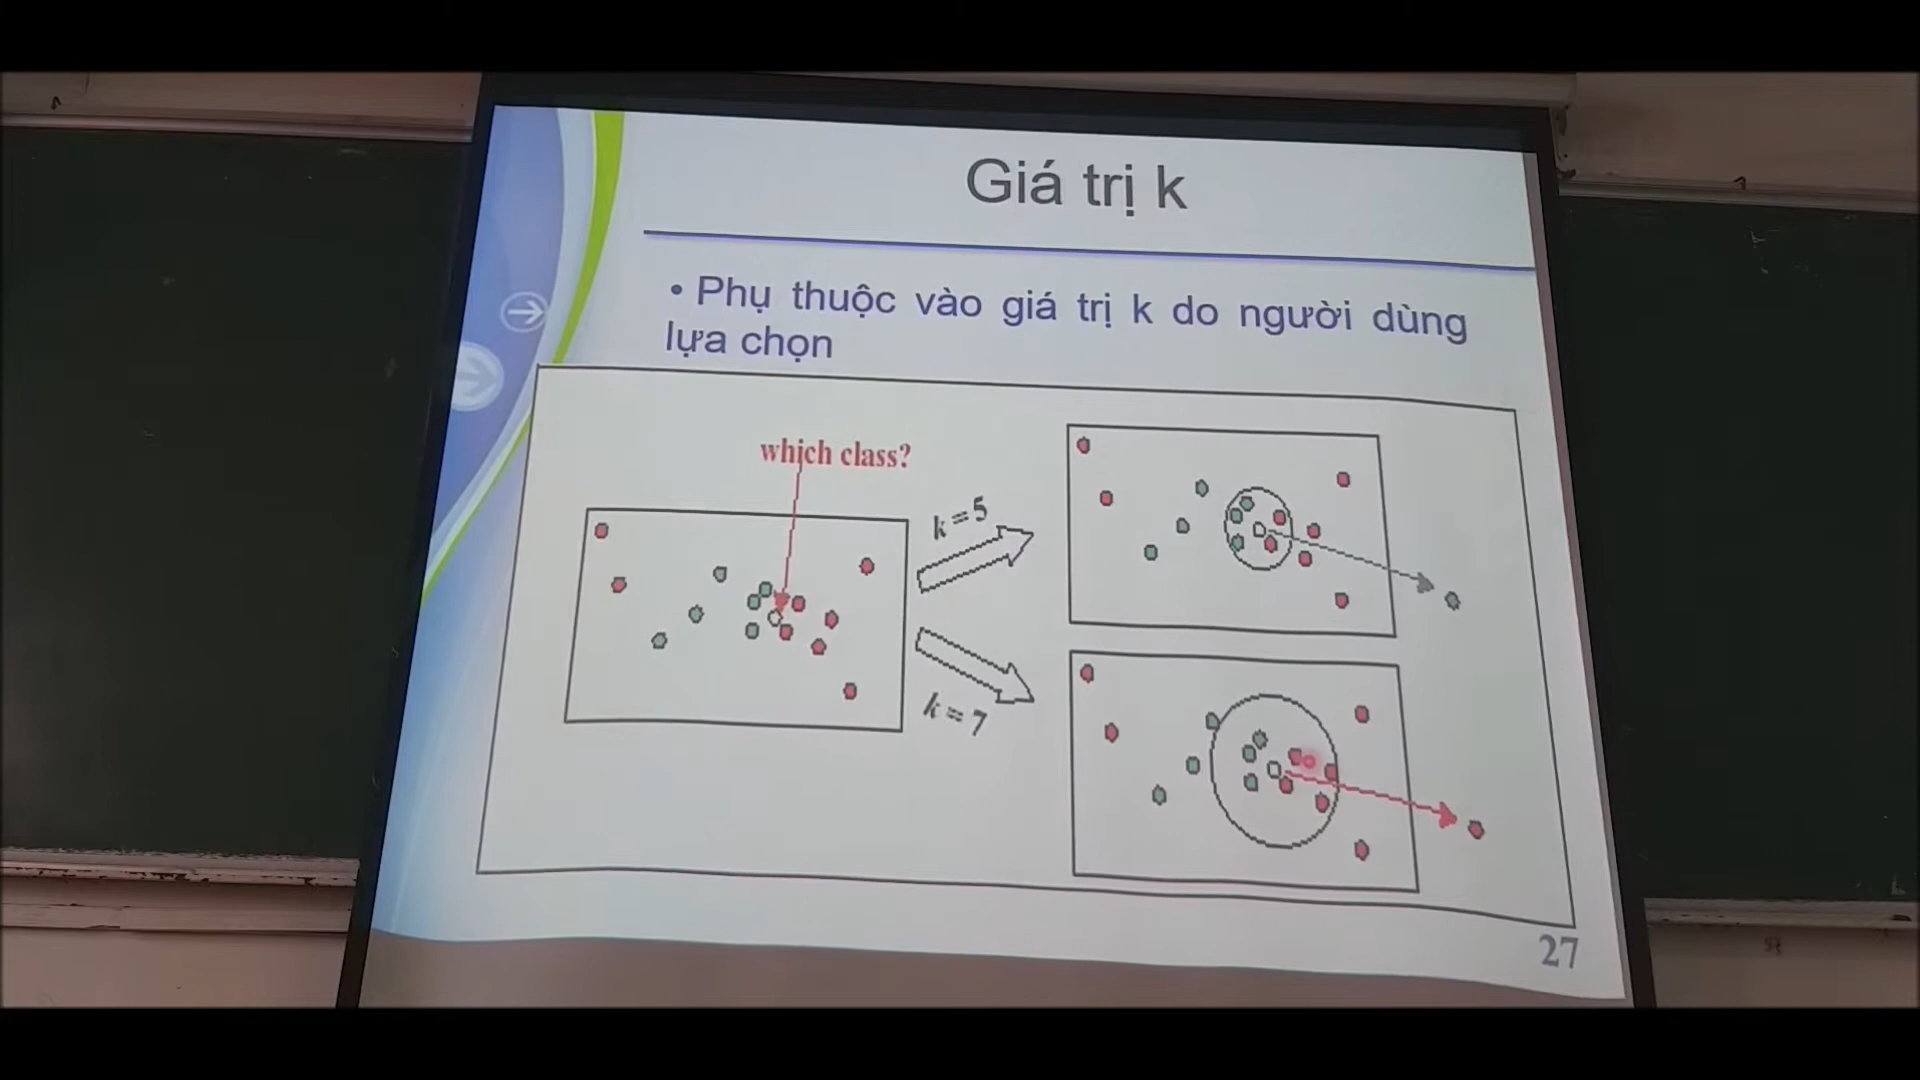 Giá trị k
• Phụ thuộc vào giá trị k do người dùng
lựa chọn
which class?
k = 5
k = 7
27